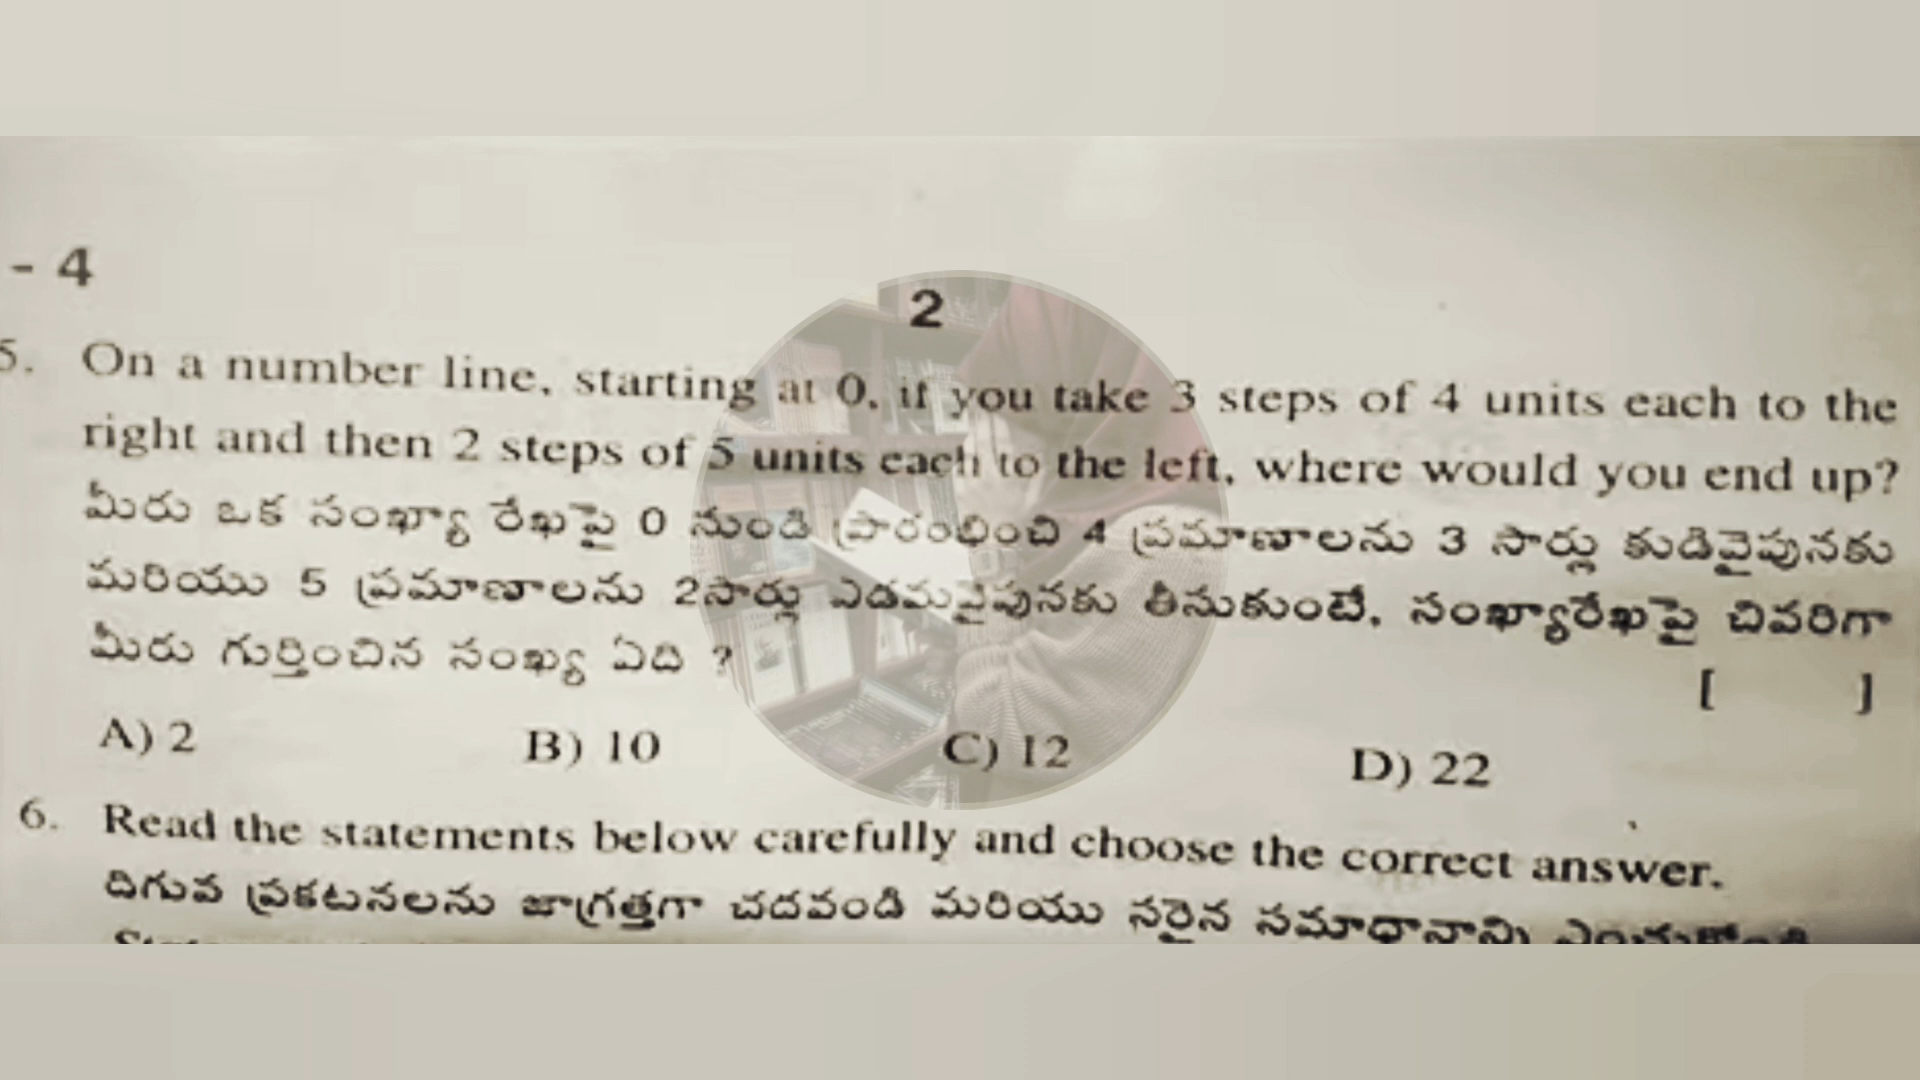 - 4
2
5. On a number line, starting at 0, if you take 3 steps of 4 units each to the
right and then 2 steps of 5 units each to the left, where would you end up?
మీరు ఒక సంఖ్యా రేఖపై 0 నుండి ప్రారంభించి 4 ప్రమాణాలను 3 సార్లు కుడివైపునకు
మరియు 5 ప్రమాణాలను 2సార్లు ఎడమవైపునకు తీసుకుంటే, సంఖ్యారేఖపై చివరిగా
మీరు గుర్తించిన సంఖ్య ఏది ?
[ ]
A) 2 B) 10 C) 12 D) 22
6. Read the statements below carefully and choose the correct answer.
దిగువ ప్రకటనలను జాగ్రత్తగా చదవండి మరియు సరైన సమాధానాన్ని